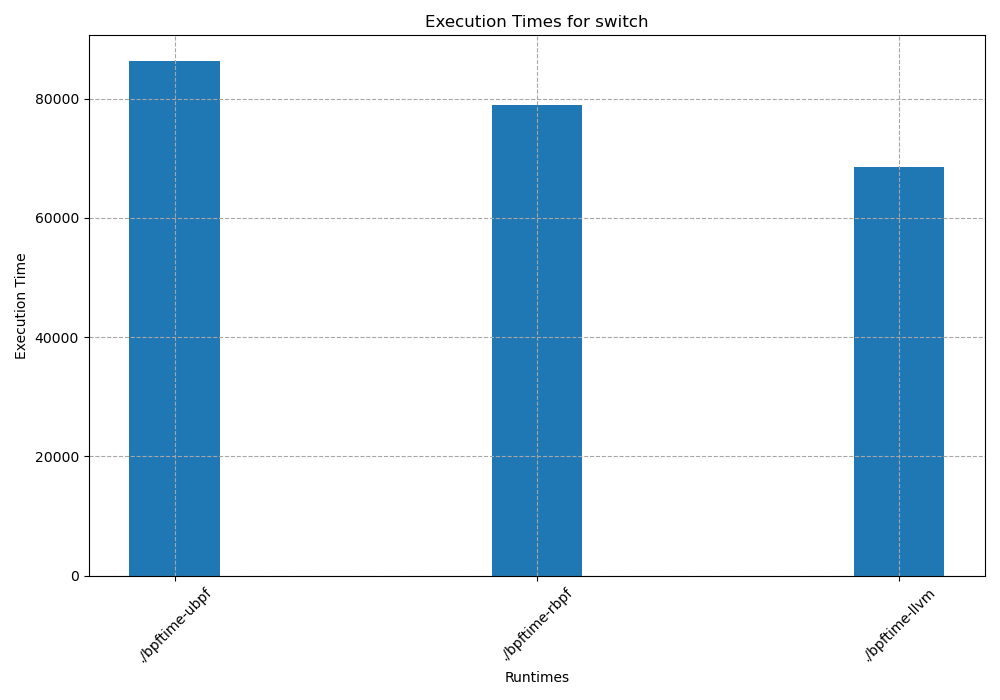 Execution Times for switch
80000
60000
40000
20000
0
Execution Time
./bpftime-ubpf
./bpftime-rbpf
./bpftime-llvm
Runtimes